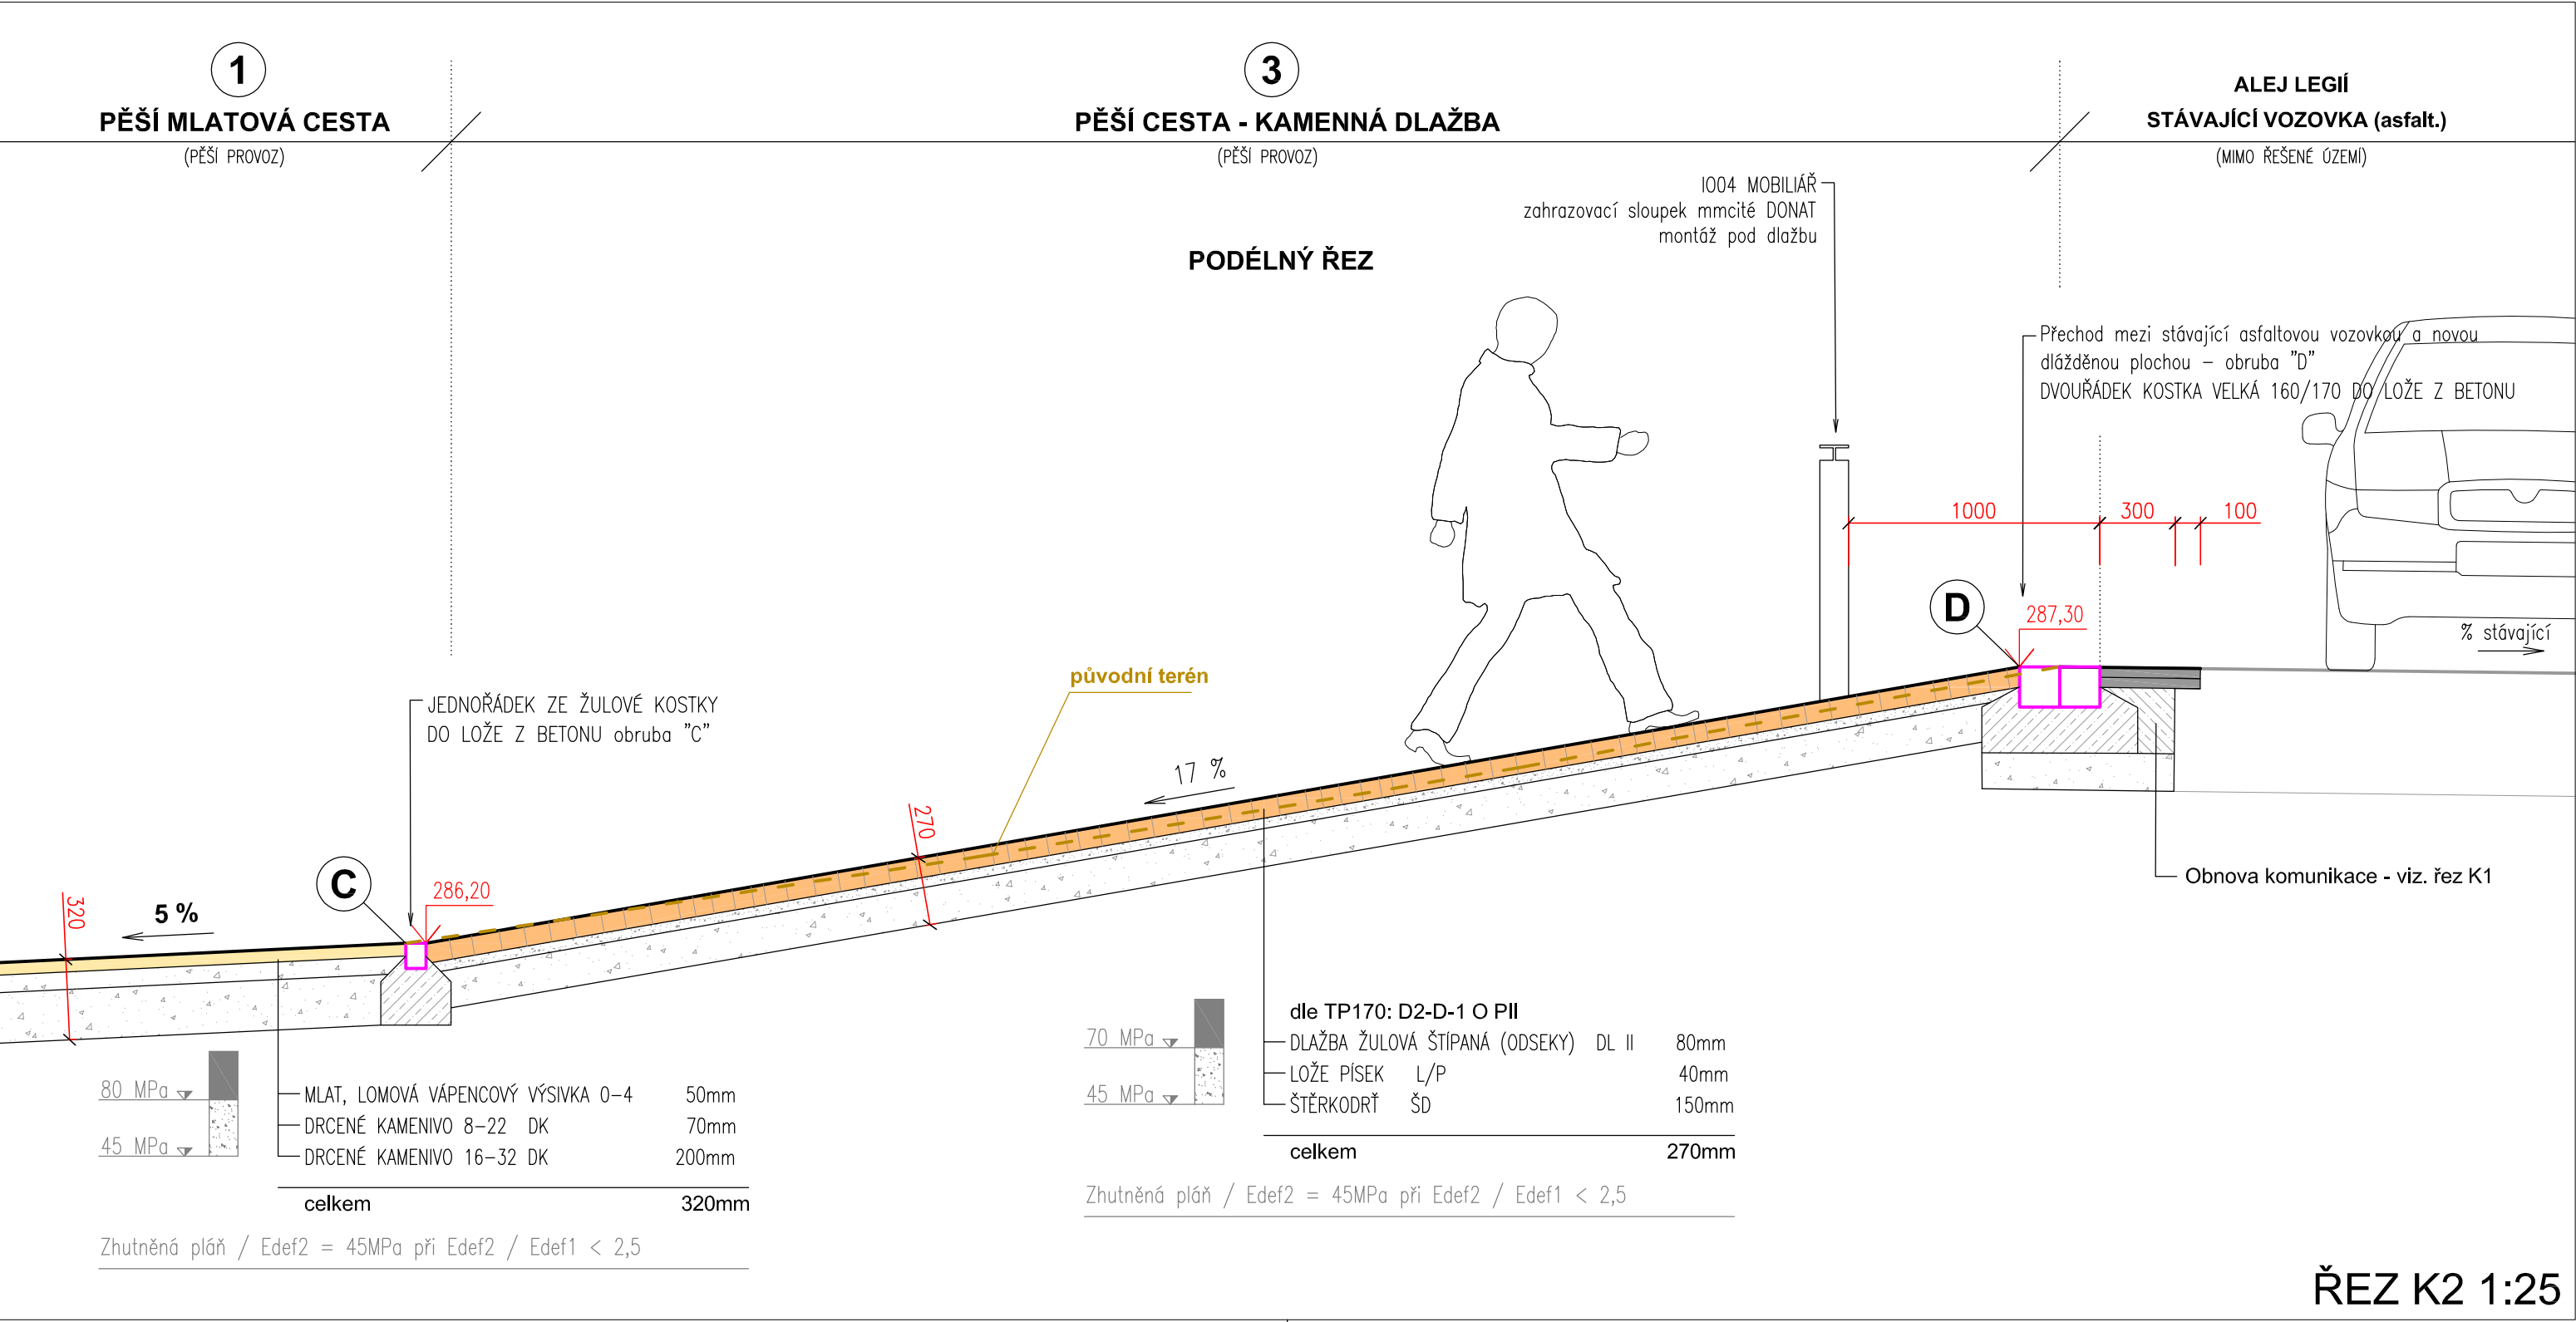 1
PĚŠÍ MLATOVÁ CESTA
(PĚŠÍ PROVOZ)
3
PĚŠÍ CESTA - KAMENNÁ DLAŽBA
(PĚŠÍ PROVOZ)
ALEJ LEGIÍ
STÁVAJÍCÍ VOZOVKA (asfalt.)
(MIMO ŘEŠENÉ ÚZEMÍ)
PODÉLNÝ ŘEZ
IO04 MOBILIÁŘ
zahrazovací sloupek mmcité DONAT
montáž pod dlažbu
Přechod mezi stávající asfaltovou vozovkou a novou
dlážděnou plochou – obruba "D"
DVOUŘÁDEK KOSTKA VELKÁ 160/170 DO LOŽE Z BETONU
1000
300
100
D
287,30
% stávající
původní terén
JEDNOŘÁDEK ZE ŽULOVÉ KOSTKY
DO LOŽE Z BETONU obruba "C"
17 %
270
C
286,20
320
5 %
Obnova komunikace - viz. řez K1
80 MPa
45 MPa
MLAT, LOMOVÁ VÁPENCOVÝ VÝSIVKA 0–4 50mm
DRCENÉ KAMENIVO 8–22 DK 70mm
DRCENÉ KAMENIVO 16–32 DK 200mm
celkem 320mm
Zhutněná pláň / Edef2 = 45MPa při Edef2 / Edef1 < 2,5
70 MPa
45 MPa
dle TP170: D2-D-1 O PII
DLAŽBA ŽULOVÁ ŠTÍPANÁ (ODSEKY) DL II 80mm
LOŽE PÍSEK L/P 40mm
ŠTĚRKODRŤ ŠD 150mm
celkem 270mm
Zhutněná pláň / Edef2 = 45MPa při Edef2 / Edef1 < 2,5
ŘEZ K2 1:25